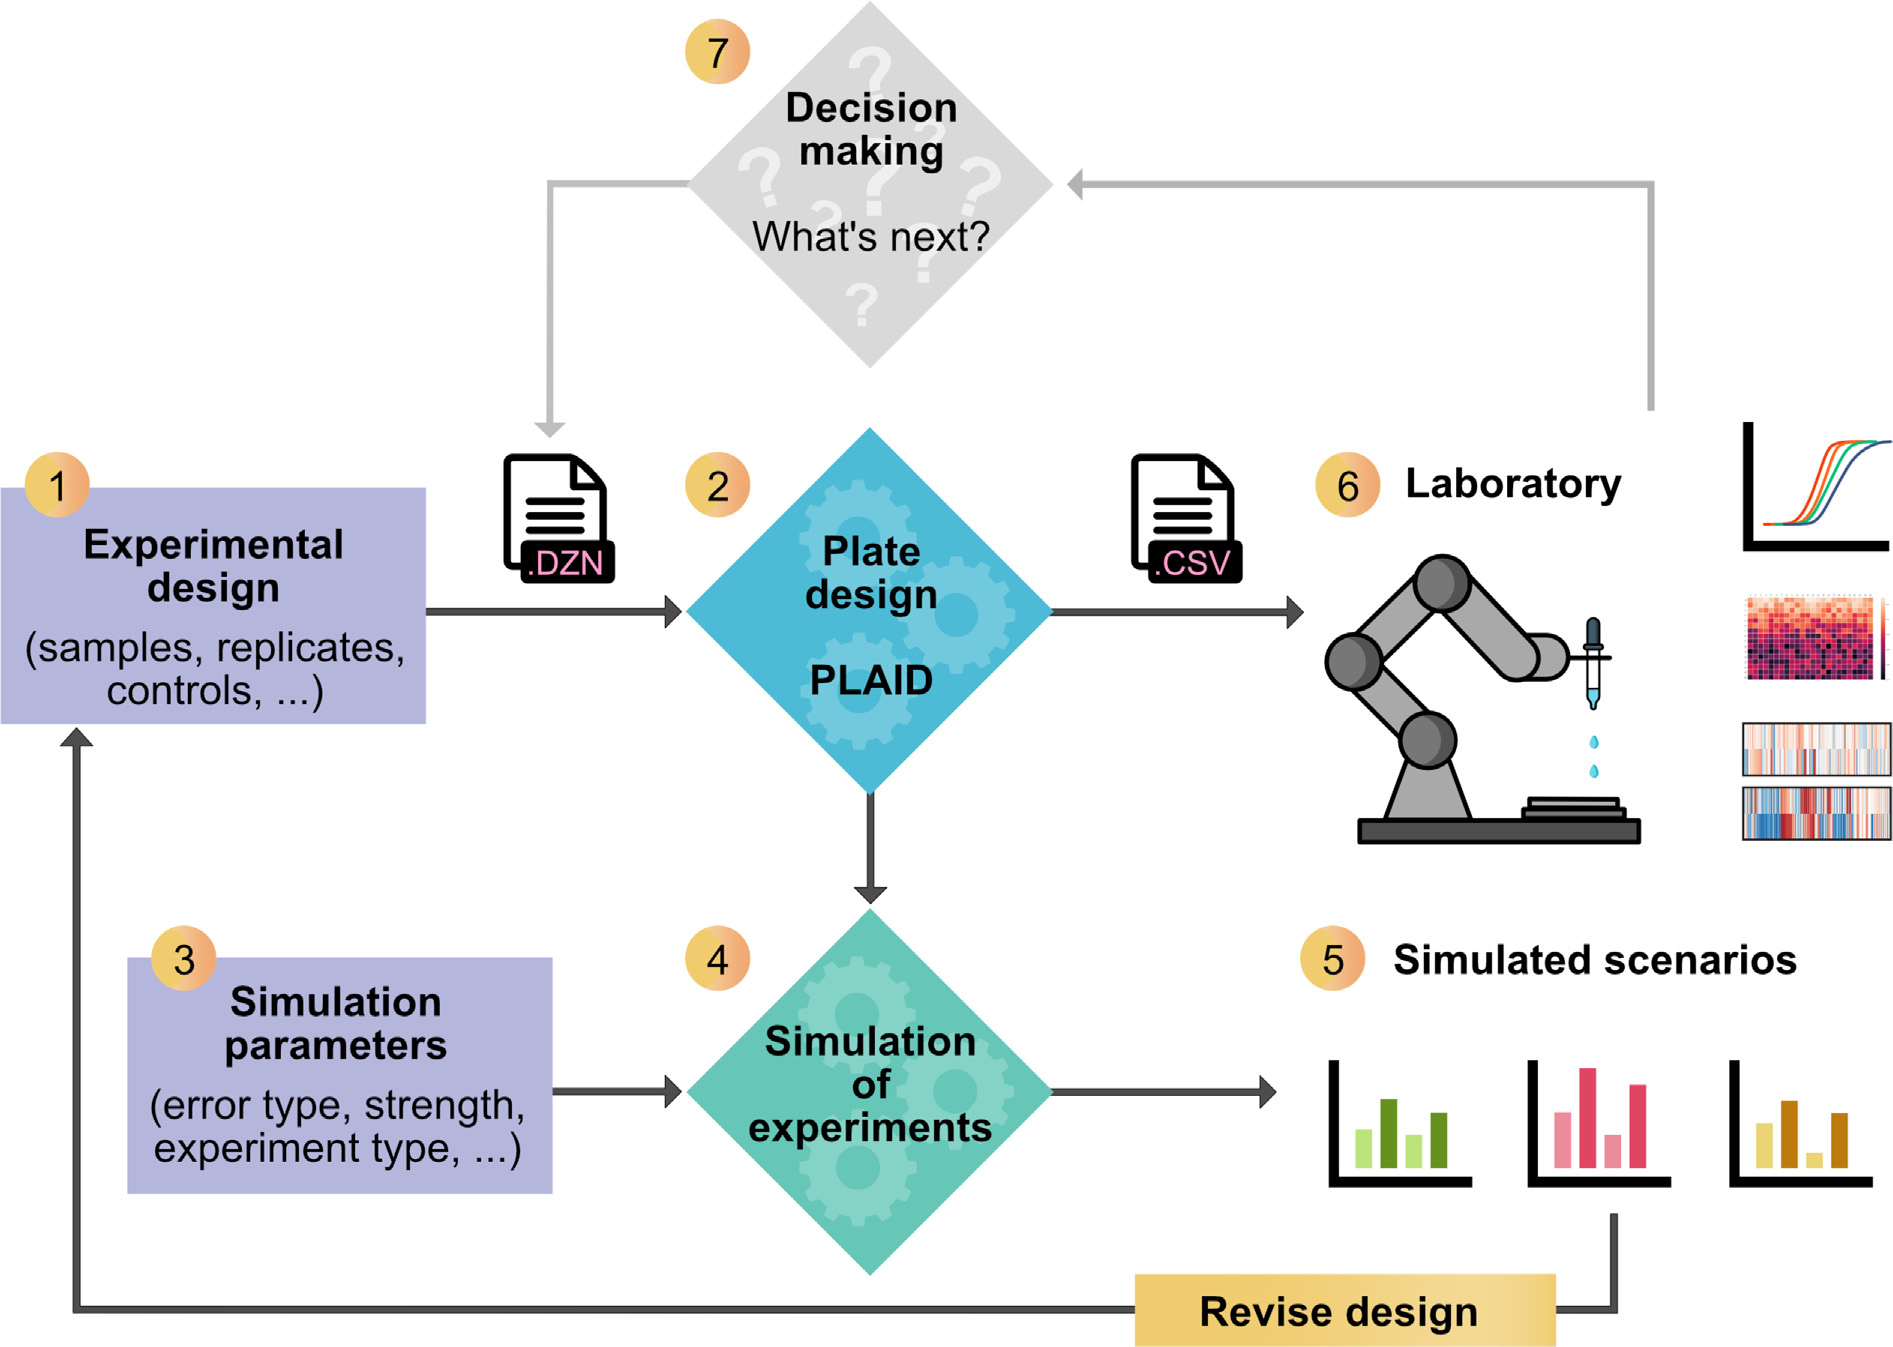 7
Decision
making
What's next?
1
Experimental
design
(samples, replicates,
controls, ...)
.DZN
2
Plate
design
PLAID
.CSV
6
Laboratory
3
Simulation
parameters
(error type, strength,
experiment type, ...)
4
Simulation
of
experiments
5
Simulated scenarios
Revise design